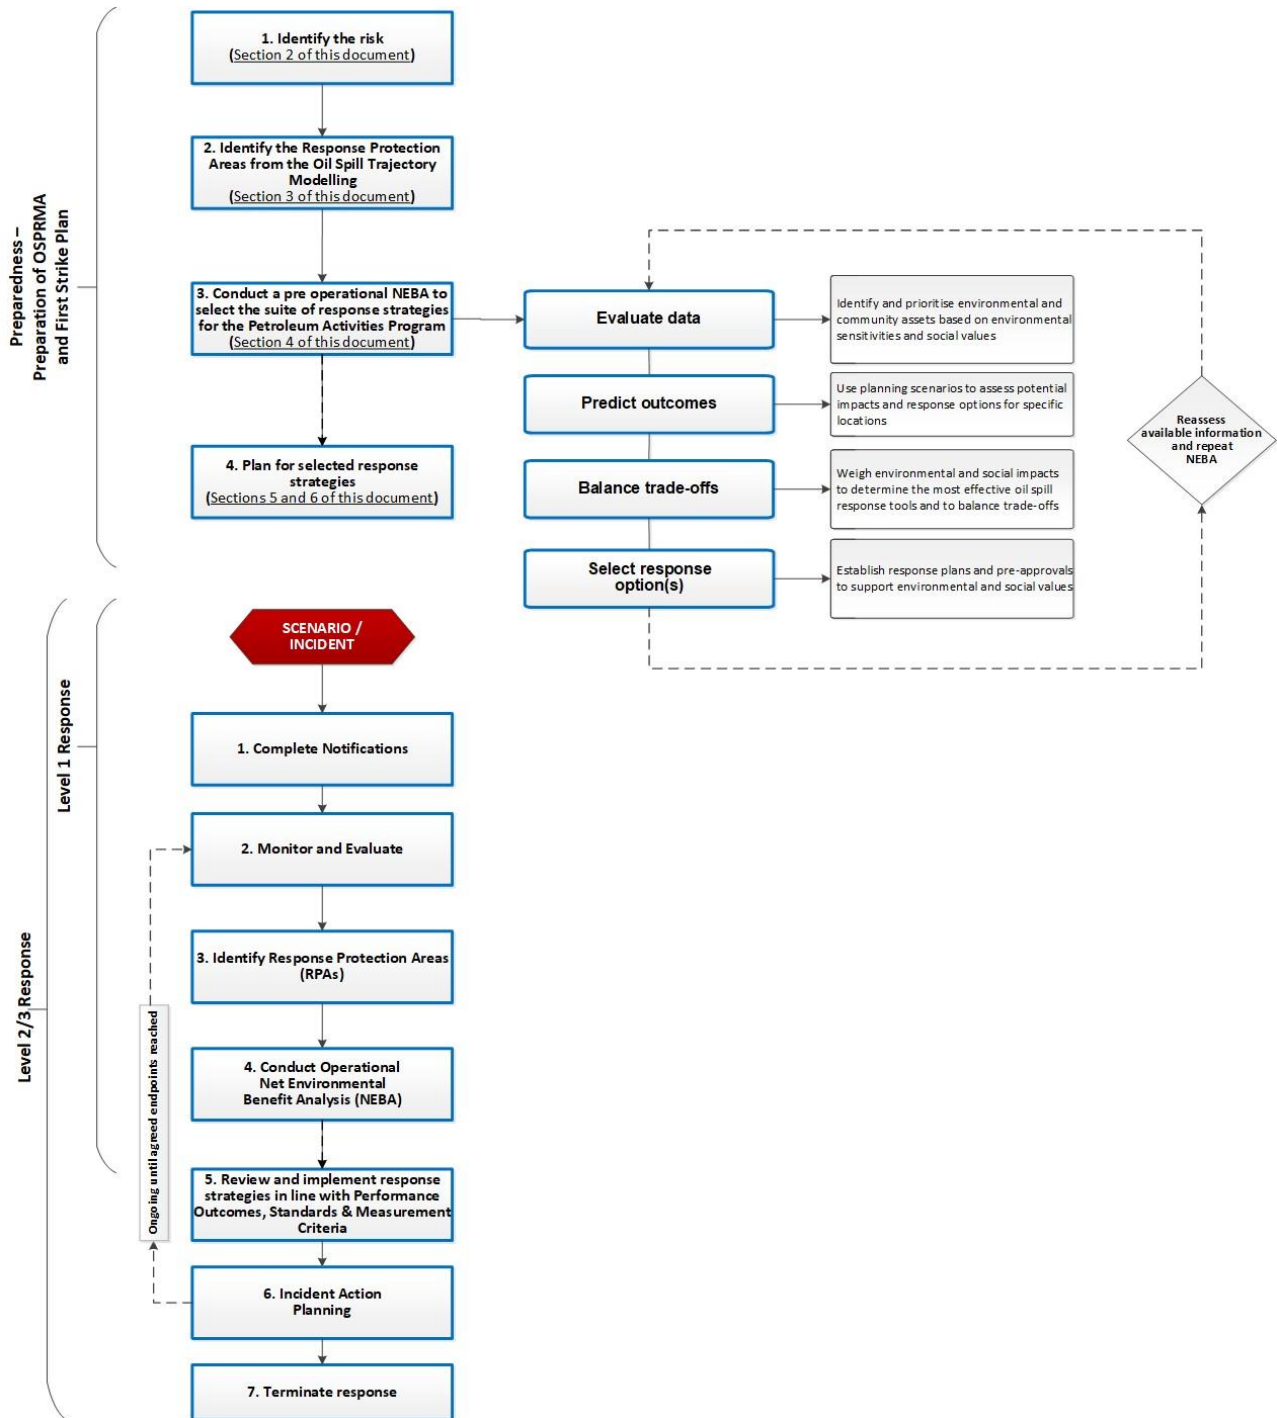 Preparedness –
Preparation of OSPRMA
and First Strike Plan
1. Identify the risk
(Section 2 of this document)
2. Identify the Response Protection
Areas from the Oil Spill Trajectory
Modelling
(Section 3 of this document)
3. Conduct a pre operational NEBA to
select the suite of response strategies
for the Petroleum Activities Program
(Section 4 of this document)
4. Plan for selected response
strategies
(Sections 5 and 6 of this document)
Evaluate data
Identify and prioritise environmental and
community assets based on environmental
sensitivities and social values
Predict outcomes
Use planning scenarios to assess potential
impacts and response options for specific
locations
Balance trade-offs
Weigh environmental and social impacts
to determine the most effective oil spill
response tools and to balance trade-offs
Select response
option(s)
Establish response plans and pre-approvals
to support environmental and social values
Reassess
available information
and repeat
NEBA
Level 2/3 Response
Level 1 Response
SCENARIO /
INCIDENT
1. Complete Notifications
2. Monitor and Evaluate
3. Identify Response Protection Areas
(RPAs)
4. Conduct Operational
Net Environmental
Benefit Analysis (NEBA)
5. Review and implement response
strategies in line with Performance
Outcomes, Standards & Measurement
Criteria
Ongoing until agreed endpoints reached
6. Incident Action
Planning
7. Terminate response